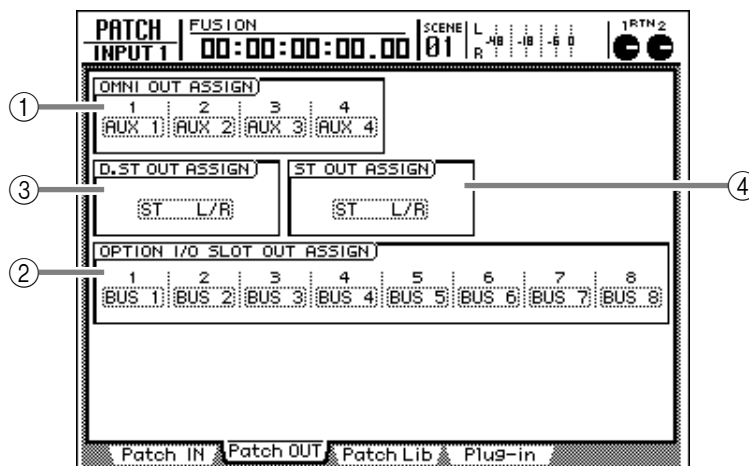 PATCH FUSION SCENE L -48 -18 -6 0 1RTN2
INPUT 1 00:00:00:00.00 01 R
OMNI OUT ASSIGN
1 2 3 4
AUX 1 AUX 2 AUX 3 AUX 4
① 
D.ST OUT ASSIGN ST OUT ASSIGN
③ ④
ST L/R ST L/R
OPTION I/O SLOT OUT ASSIGN
②
1 2 3 4 5 6 7 8
BUS 1 BUS 2 BUS 3 BUS 4 BUS 5 BUS 6 BUS 7 BUS 8
Patch IN Patch OUT Patch Lib Plug-in